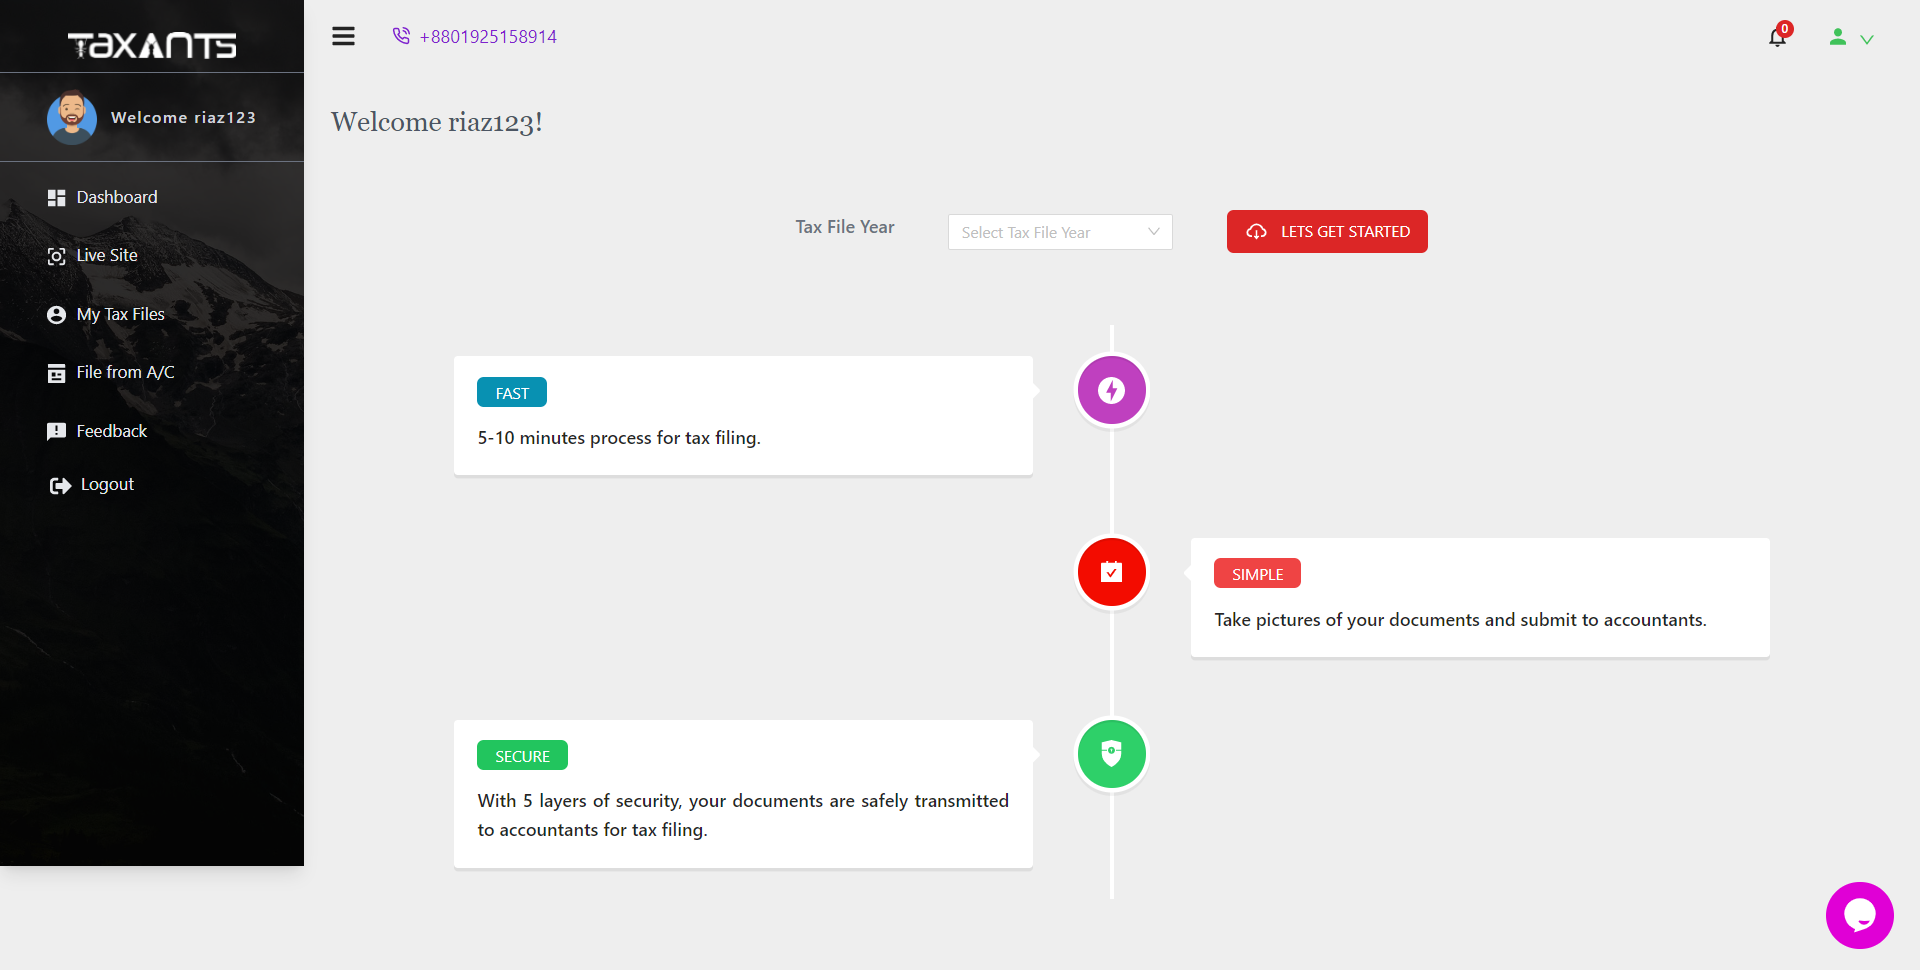 TAXANTS
Welcome riaz123
Dashboard
Live Site
My Tax Files
File from A/C
Feedback
Logout
+8801925158914
0
Welcome riaz123!
Tax File Year
Select Tax File Year
LETS GET STARTED
FAST
5-10 minutes process for tax filing.
SIMPLE
Take pictures of your documents and submit to accountants.
SECURE
With 5 layers of security, your documents are safely transmitted
to accountants for tax filing.